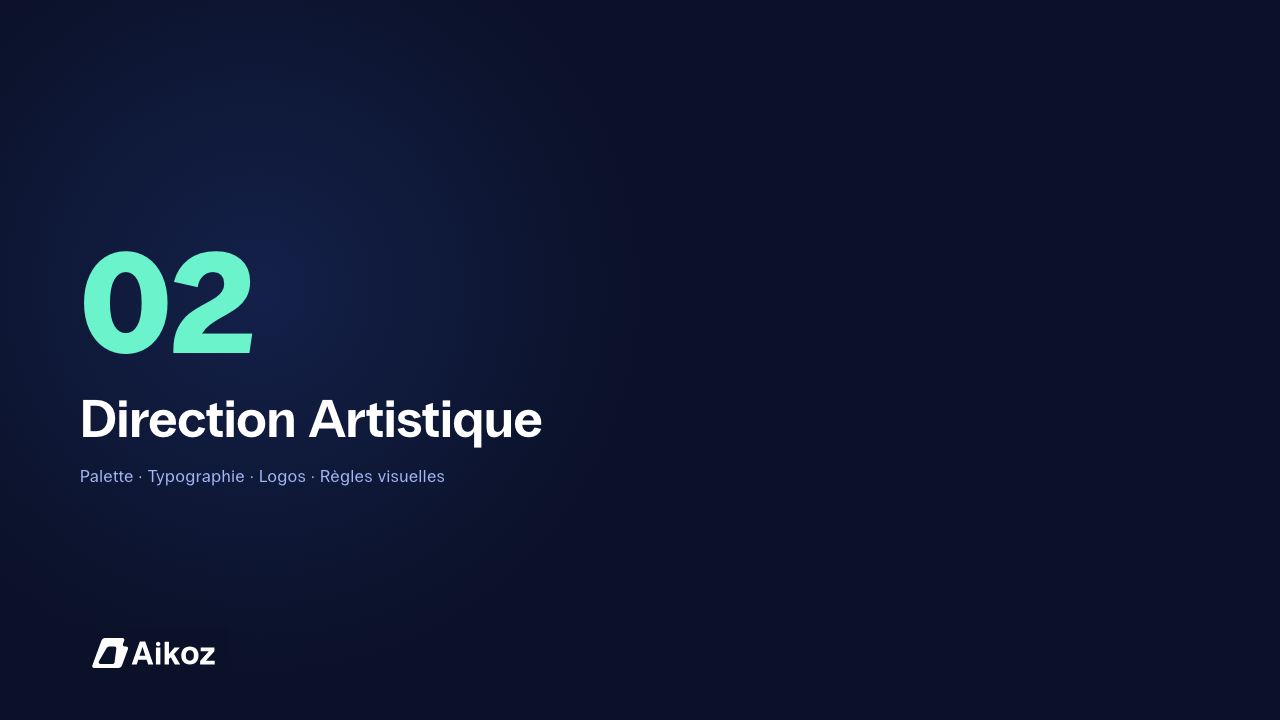 02
Direction Artistique
Palette · Typographie · Logos · Règles visuelles
Aikoz